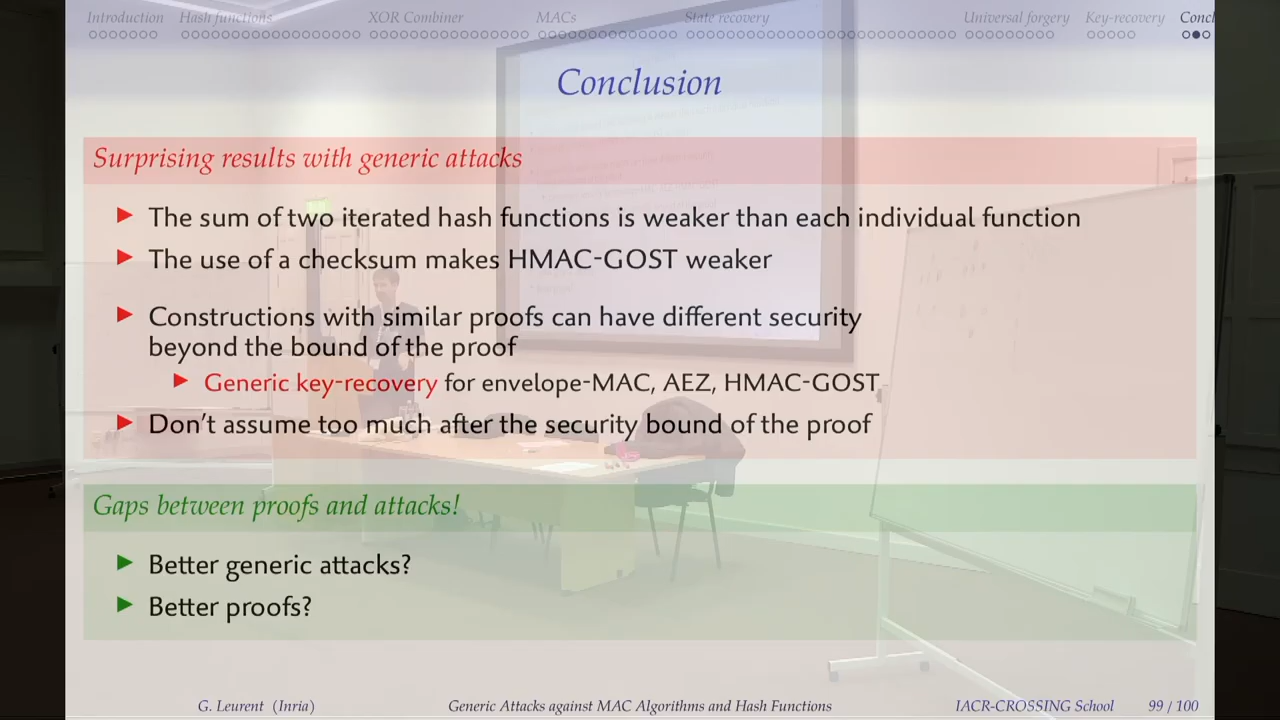 Introduction Hash functions XOR Combiner MACs State recovery Universal forgery Key-recovery Concl
Conclusion
Surprising results with generic attacks
The sum of two iterated hash functions is weaker than each individual function
The use of a checksum makes HMAC-GOST weaker
Constructions with similar proofs can have different security
beyond the bound of the proof
Generic key-recovery for envelope-MAC, AEZ, HMAC-GOST
Don't assume too much after the security bound of the proof
Gaps between proofs and attacks!
Better generic attacks?
Better proofs?
G. Leurent (Inria) Generic Attacks against MAC Algorithms and Hash Functions IACR-CROSSING School 99 / 100